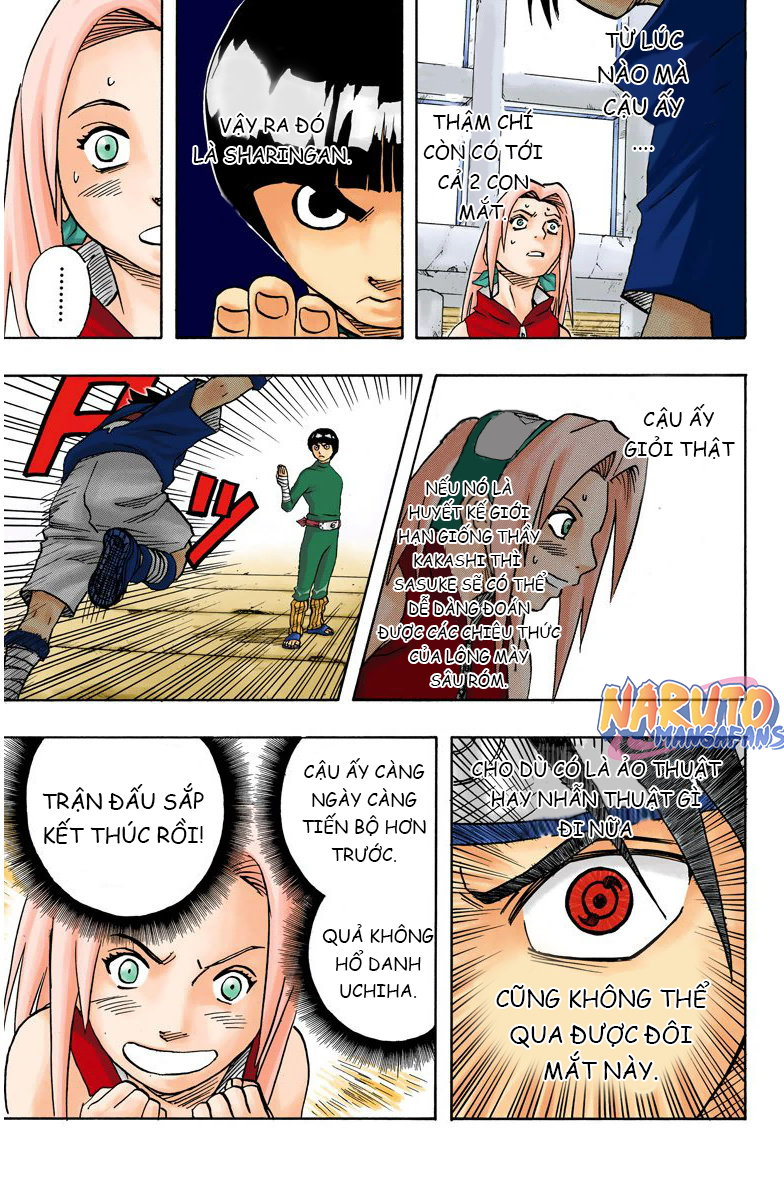 TỪ LÚC
NÀO MÀ
CẬU ẤY
....
THẬM CHÍ
CÒN CÓ TỚI
CẢ 2 CON
MẮT.
VẬY RA ĐÓ
LÀ SHARINGAN.
........
CẬU ẤY
GIỎI THẬT
NẾU NÓ LÀ
HUYẾT KẾ GIỚI
HẠN GIỐNG THẦY
KAKASHI THÌ
SASUKE SẼ CÓ THỂ
DỄ DÀNG ĐOÁN
ĐƯỢC CÁC CHIÊU THỨC
CỦA LÔNG MÀY
SÂU RÓM.
ダッ
NARUTO
MANGAFANS
CHO DÙ CÓ LÀ ẢO THUẬT
HAY NHẪN THUẬT GÌ
ĐI NỮA
CŨNG KHÔNG THỂ
QUA ĐƯỢC ĐÔI
MẮT NÀY.
CẬU ẤY CÀNG
NGÀY CÀNG
TIẾN BỘ HƠN
TRƯỚC.
QUẢ KHÔNG
HỔ DANH
UCHIHA.
TRẬN ĐẤU SẮP
KẾT THÚC RỒI!